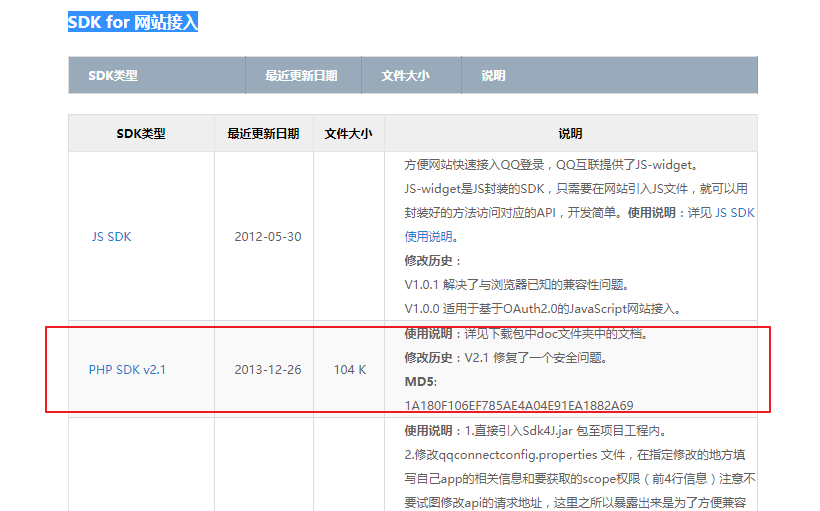 SDK for 网站接入
SDK类型 最近更新日期 文件大小 说明
SDK类型 最近更新日期 文件大小 说明
方便网站快速接入QQ登录，QQ互联提供了JS-widget。
JS-widget是JS封装的SDK，只需要在网站引入JS文件，就可以用
封装好的方法访问对应的API，开发简单。使用说明：详见 JS SDK
JS SDK 2012-05-30 使用说明。
修改历史：
V1.0.1 解决了与浏览器已知的兼容性问题。
V1.0.0 适用于基于OAuth2.0的JavaScript网站接入。
使用说明：详见下载包中doc文件夹中的文档。
PHP SDK v2.1 2013-12-26 104 K 修改历史：V2.1 修复了一个安全问题。
MD5:
1A180F106EF785AE4A04E91EA1882A69
使用说明：1.直接引入Sdk4J.jar 包至项目工程内。
2.修改qqconnectconfig.properties 文件，在指定修改的地方填
写自己app的相关信息和要获取的scope权限（前4行信息）注意不
要试图修改api的请求地址，这里之所以暴露出来是为了方便兼容